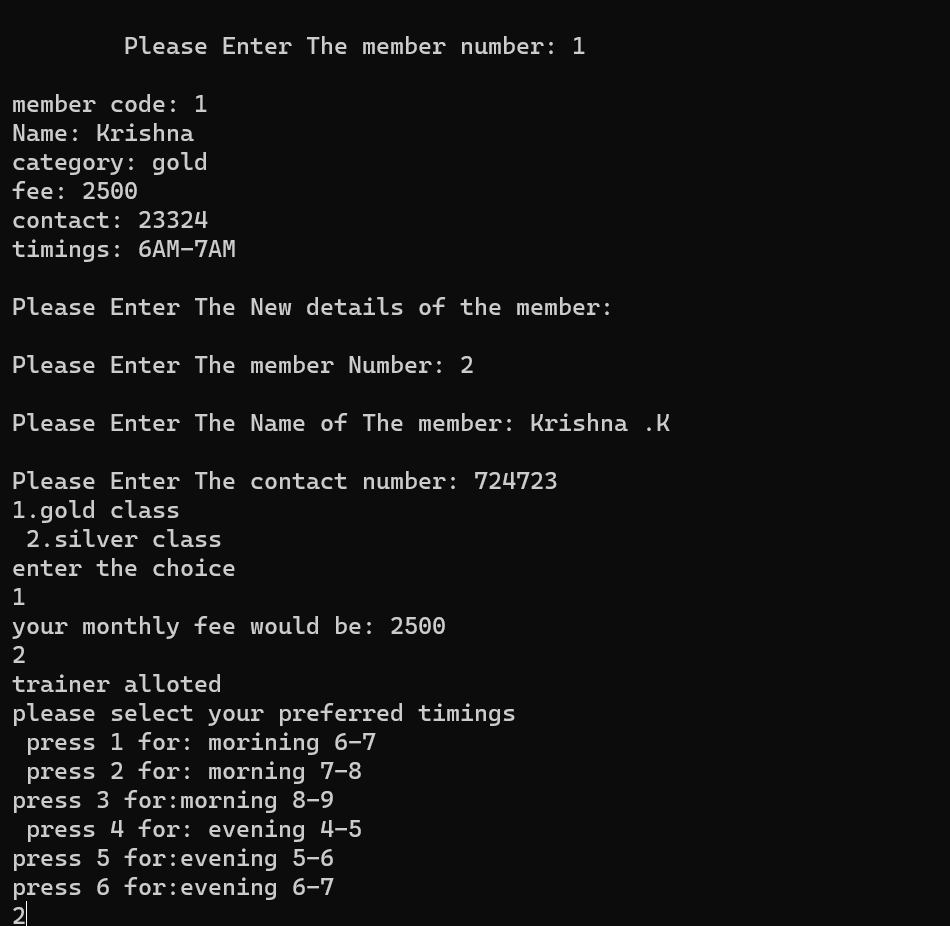 Please Enter The member number: 1
member code: 1
Name: Krishna
category: gold
fee: 2500
contact: 23324
timings: 6AM-7AM
Please Enter The New details of the member:
Please Enter The member Number: 2
Please Enter The Name of The member: Krishna .K
Please Enter The contact number: 724723
1.gold class
2.silver class
enter the choice
1
your monthly fee would be: 2500
2
trainer alloted
please select your preferred timings
press 1 for: morining 6-7
press 2 for: morning 7-8
press 3 for:morning 8-9
press 4 for: evening 4-5
press 5 for:evening 5-6
press 6 for:evening 6-7
2